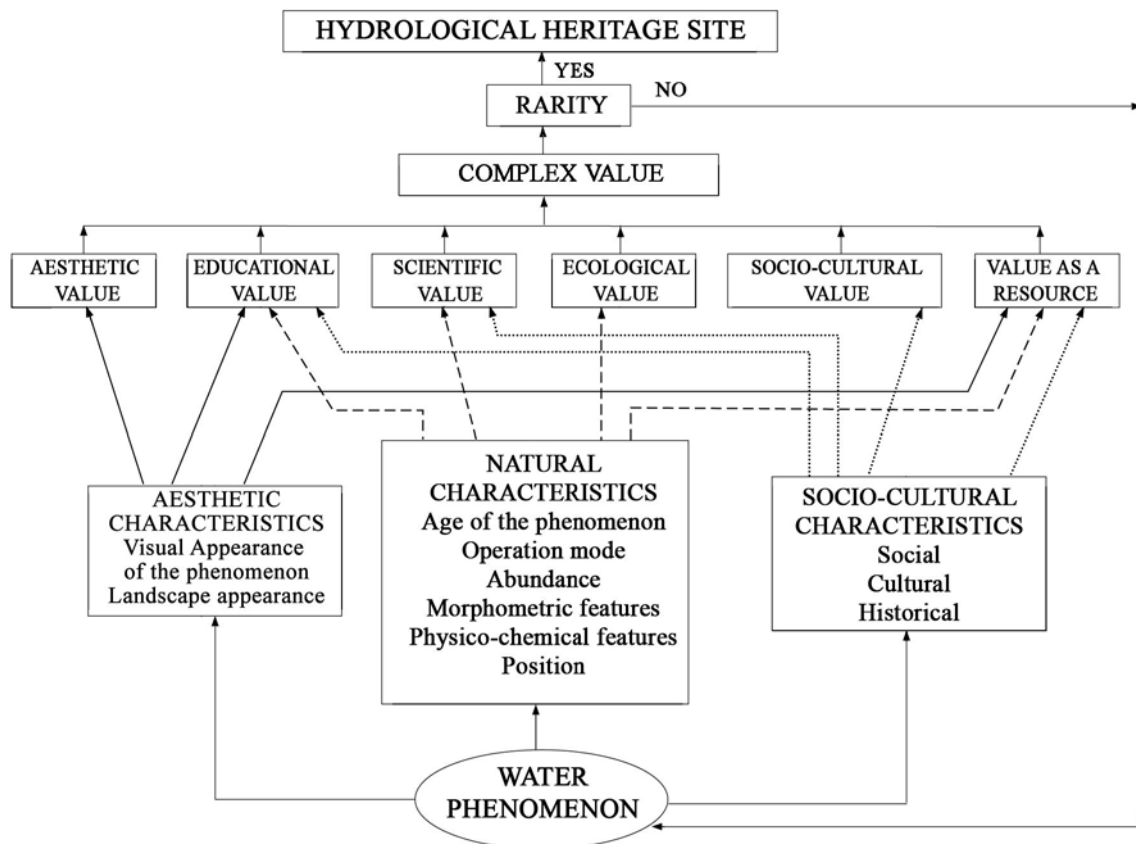 HYDROLOGICAL HERITAGE SITE
YES
NO
RARITY
COMPLEX VALUE
AESTHETIC
VALUE
EDUCATIONAL
VALUE
SCIENTIFIC
VALUE
ECOLOGICAL
VALUE
SOCIO-CULTURAL
VALUE
VALUE AS A
RESOURCE
AESTHETIC
CHARACTERISTICS
Visual Appearance
of the phenomenon
Landscape appearance
NATURAL
CHARACTERISTICS
Age of the phenomenon
Operation mode
Abundance
Morphometric features
Physico-chemical features
Position
SOCIO-CULTURAL
CHARACTERISTICS
Social
Cultural
Historical
WATER
PHENOMENON